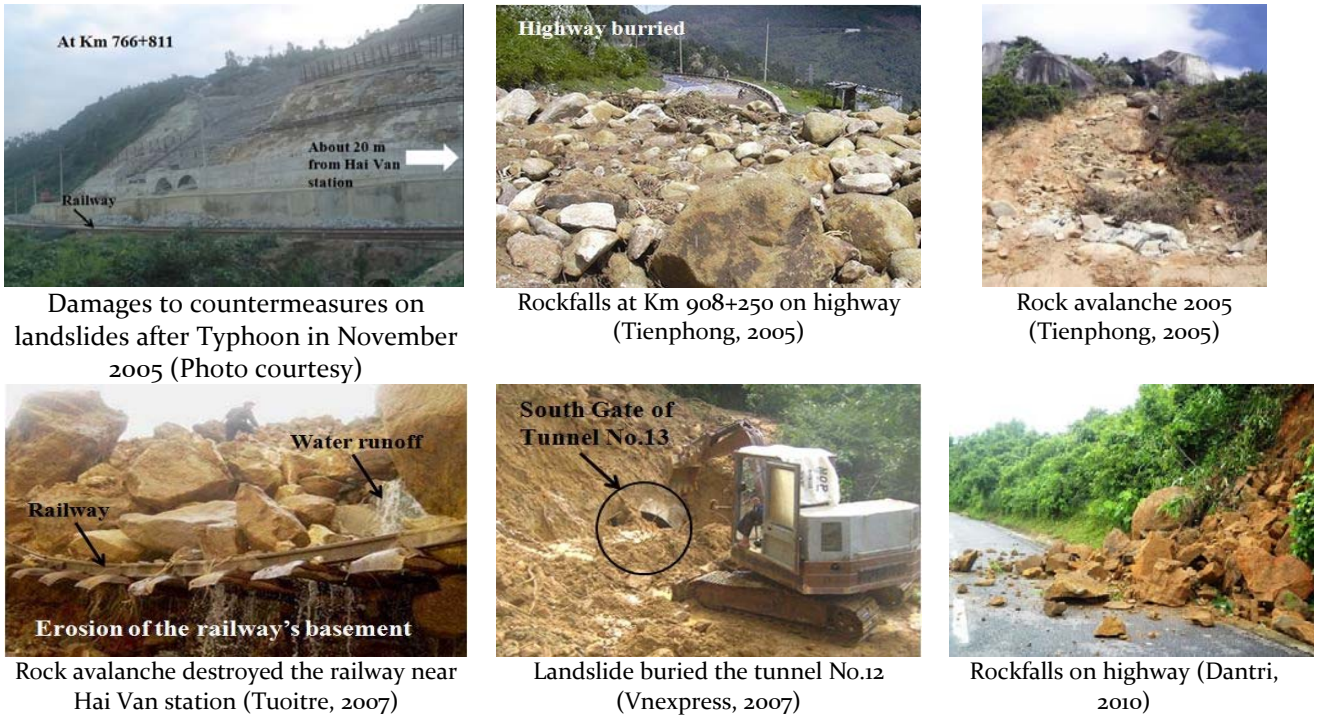 At Km 766+811
About 20 m
from Hai Van
station
Railway
Highway burried
Damages to countermeasures on
landslides after Typhoon in November
2005 (Photo courtesy)
Rockfalls at Km 908+250 on highway
(Tienphong, 2005)
Rock avalanche 2005
(Tienphong, 2005)
Water runoff
Railway
Erosion of the railway's basement
South Gate of
Tunnel No.13
Rock avalanche destroyed the railway near
Hai Van station (Tuoitre, 2007)
Landslide buried the tunnel No.12
(Vnexpress, 2007)
Rockfalls on highway (Dantri,
2010)